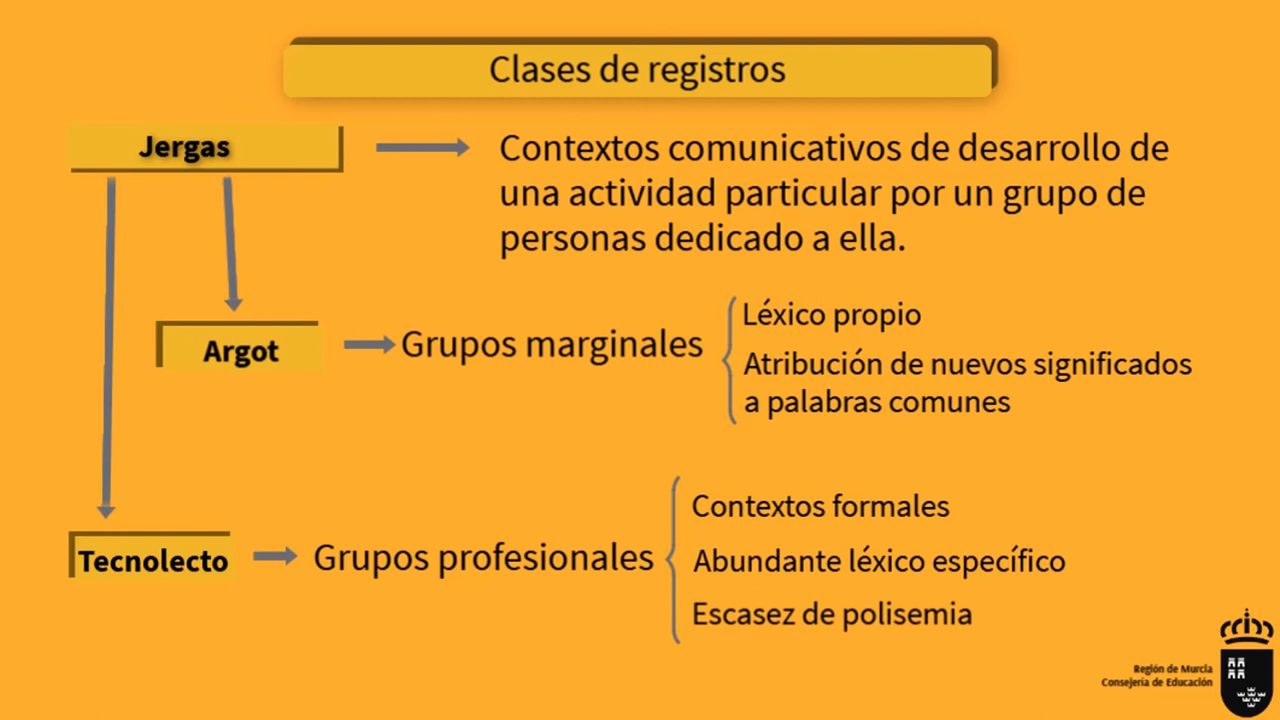 Clases de registros
Jergas
Contextos comunicativos de desarrollo de
una actividad particular por un grupo de
personas dedicado a ella.
Argot
Grupos marginales
Léxico propio
Atribución de nuevos significados
a palabras comunes
Tecnolecto
Grupos profesionales
Contextos formales
Abundante léxico específico
Escasez de polisemia
Región de Murcia
Consejería de Educación